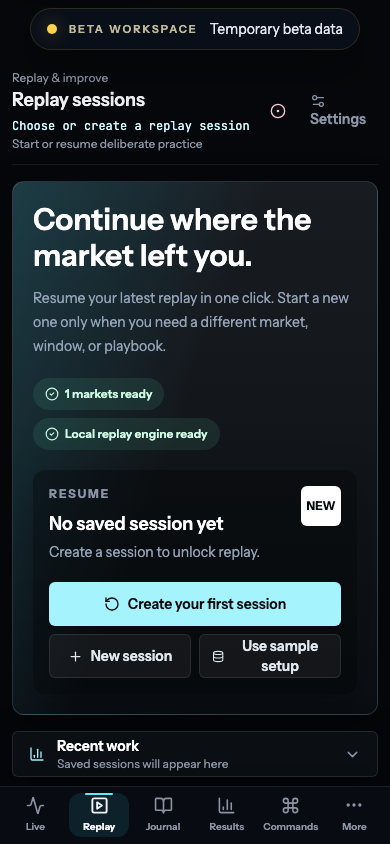 BETA WORKSPACE Temporary beta data
Replay & improve
Replay sessions
Choose or create a replay session
Start or resume deliberate practice
Settings
Continue where the
market left you.
Resume your latest replay in one click. Start a new
one only when you need a different market,
window, or playbook.
1 markets ready
Local replay engine ready
RESUME
NEW
No saved session yet
Create a session to unlock replay.
Create your first session
New session
Use sample
setup
Recent work
Saved sessions will appear here
Live Replay Journal Results Commands More